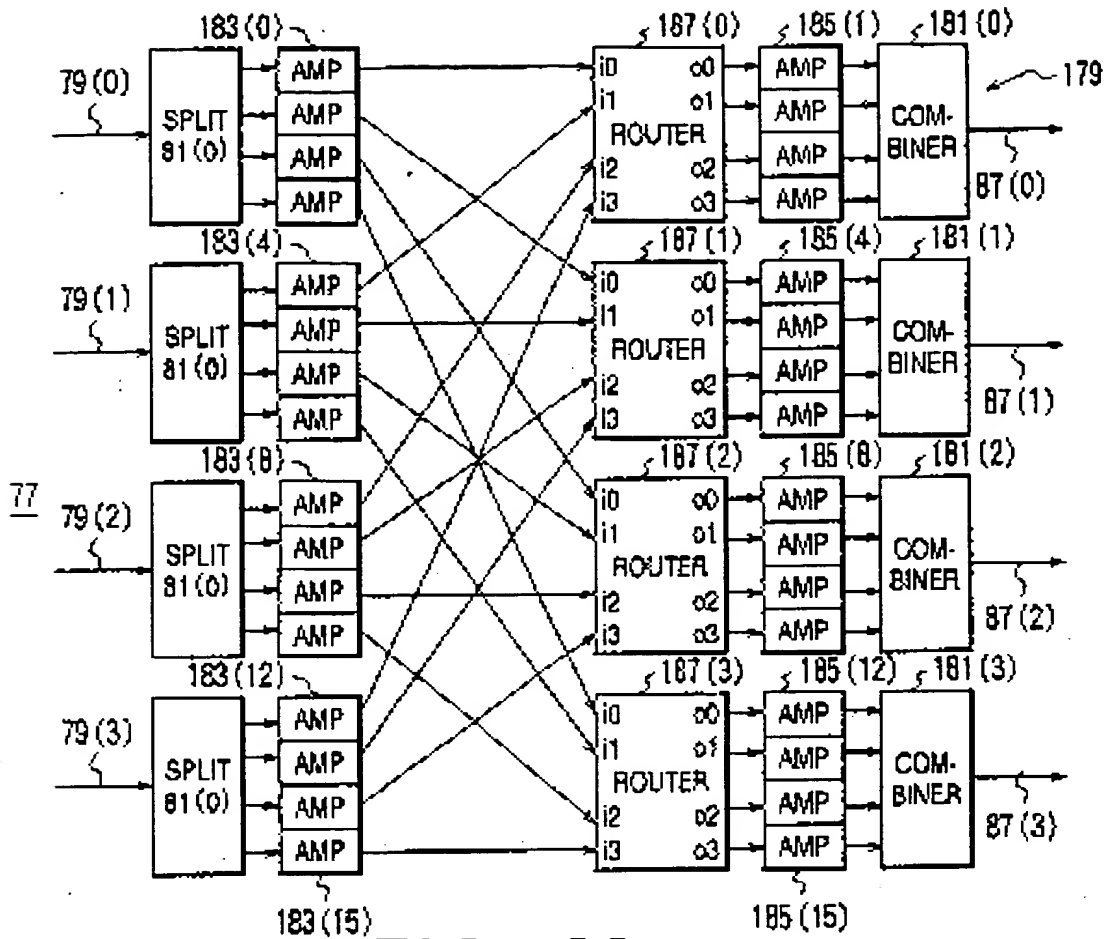 183(0) 187(0) 185(1) 181(0)
179
79(0)
SPLIT
81(0)
AMP
AMP
AMP
AMP
i0 o0
i1 o1
ROUTER
i2 o2
i3 o3
AMP
AMP
AMP
AMP
COM-
BINER
87(0)
183(4) 187(1) 185(4) 181(1)
79(1)
SPLIT
81(0)
AMP
AMP
AMP
AMP
i0 o0
i1 o1
ROUTER
i2 o2
i3 o3
AMP
AMP
AMP
AMP
COM-
BINER
87(1)
183(8) 187(2) 185(8) 181(2)
77
79(2)
SPLIT
81(0)
AMP
AMP
AMP
AMP
i0 o0
i1 o1
ROUTER
i2 o2
i3 o3
AMP
AMP
AMP
AMP
COM-
BINER
87(2)
183(12) 187(3) 185(12) 181(3)
79(3)
SPLIT
81(0)
AMP
AMP
AMP
AMP
i0 o0
i1 o1
ROUTER
i2 o2
i3 o3
AMP
AMP
AMP
AMP
COM-
BINER
87(3)
183(15) 185(15)